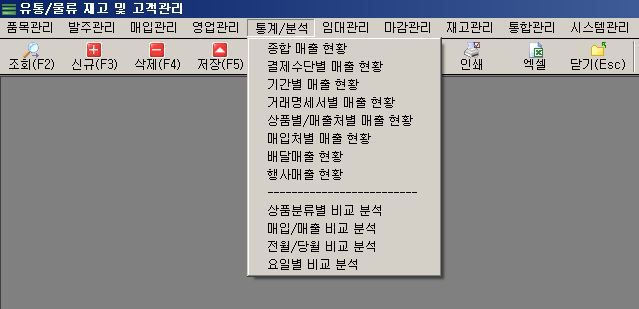 유통/물류 재고 및 고객관리
품목관리 발주관리 매입관리 영업관리 통계/분석 임대관리 마감관리 재고관리 통합관리 시스템관리
조회(F2) 신규(F3) 삭제(F4) 저장(F5) 인쇄 엑셀 닫기(Esc)
종합 매출 현황
결제수단별 매출 현황
기간별 매출 현황
거래명세서별 매출 현황
상품별/매출처별 매출 현황
매입처별 매출 현황
배달매출 현황
행사매출 현황
-------------------------
상품분류별 비교 분석
매입/매출 비교 분석
전월/당월 비교 분석
요일별 비교 분석